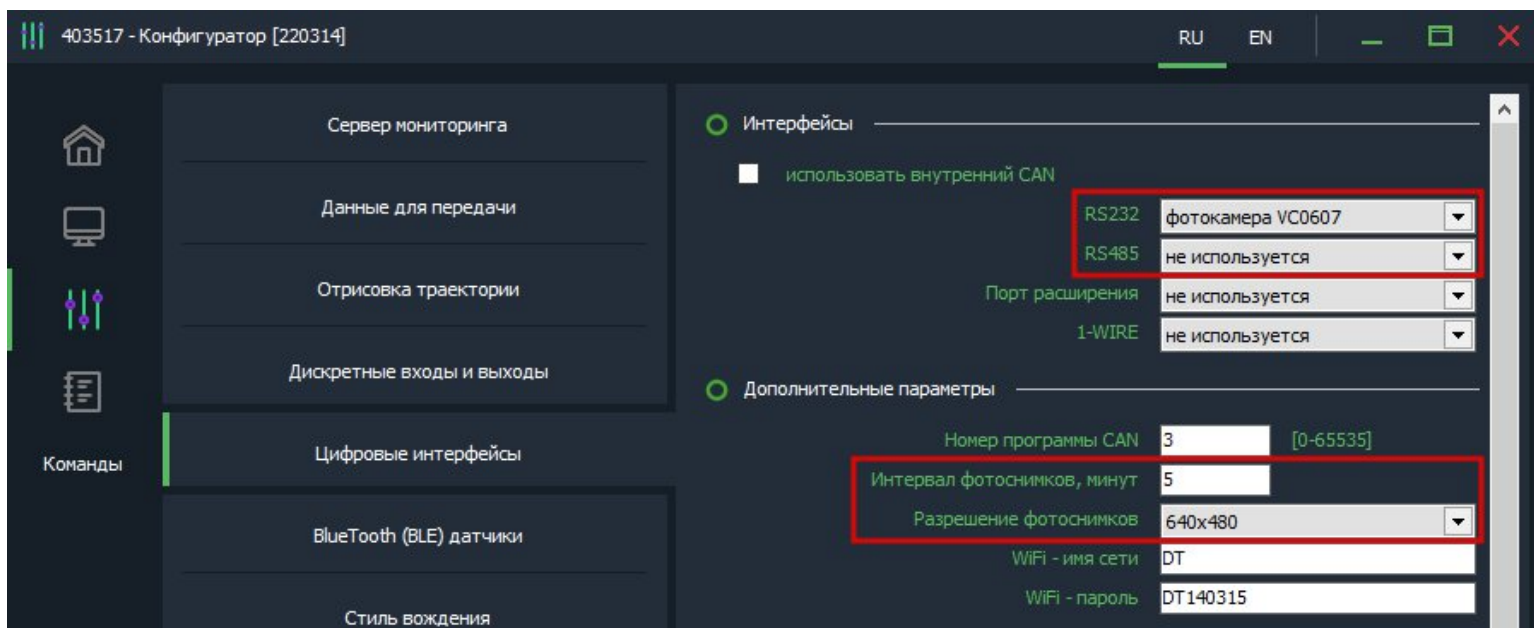 403517 - Конфигуратор [220314]
RU EN
Сервер мониторинга
Данные для передачи
Отрисовка траектории
Дискретные входы и выходы
Цифровые интерфейсы
BlueTooth (BLE) датчики
Стиль вождения
Команды
Интерфейсы
использовать внутренний CAN
RS232 фотокамера VC0607
RS485 не используется
Порт расширения не используется
1-WIRE не используется
Дополнительные параметры
Номер программы CAN 3 [0-65535]
Интервал фотоснимков, минут 5
Разрешение фотоснимков 640x480
WiFi - имя сети DT
WiFi - пароль DT140315